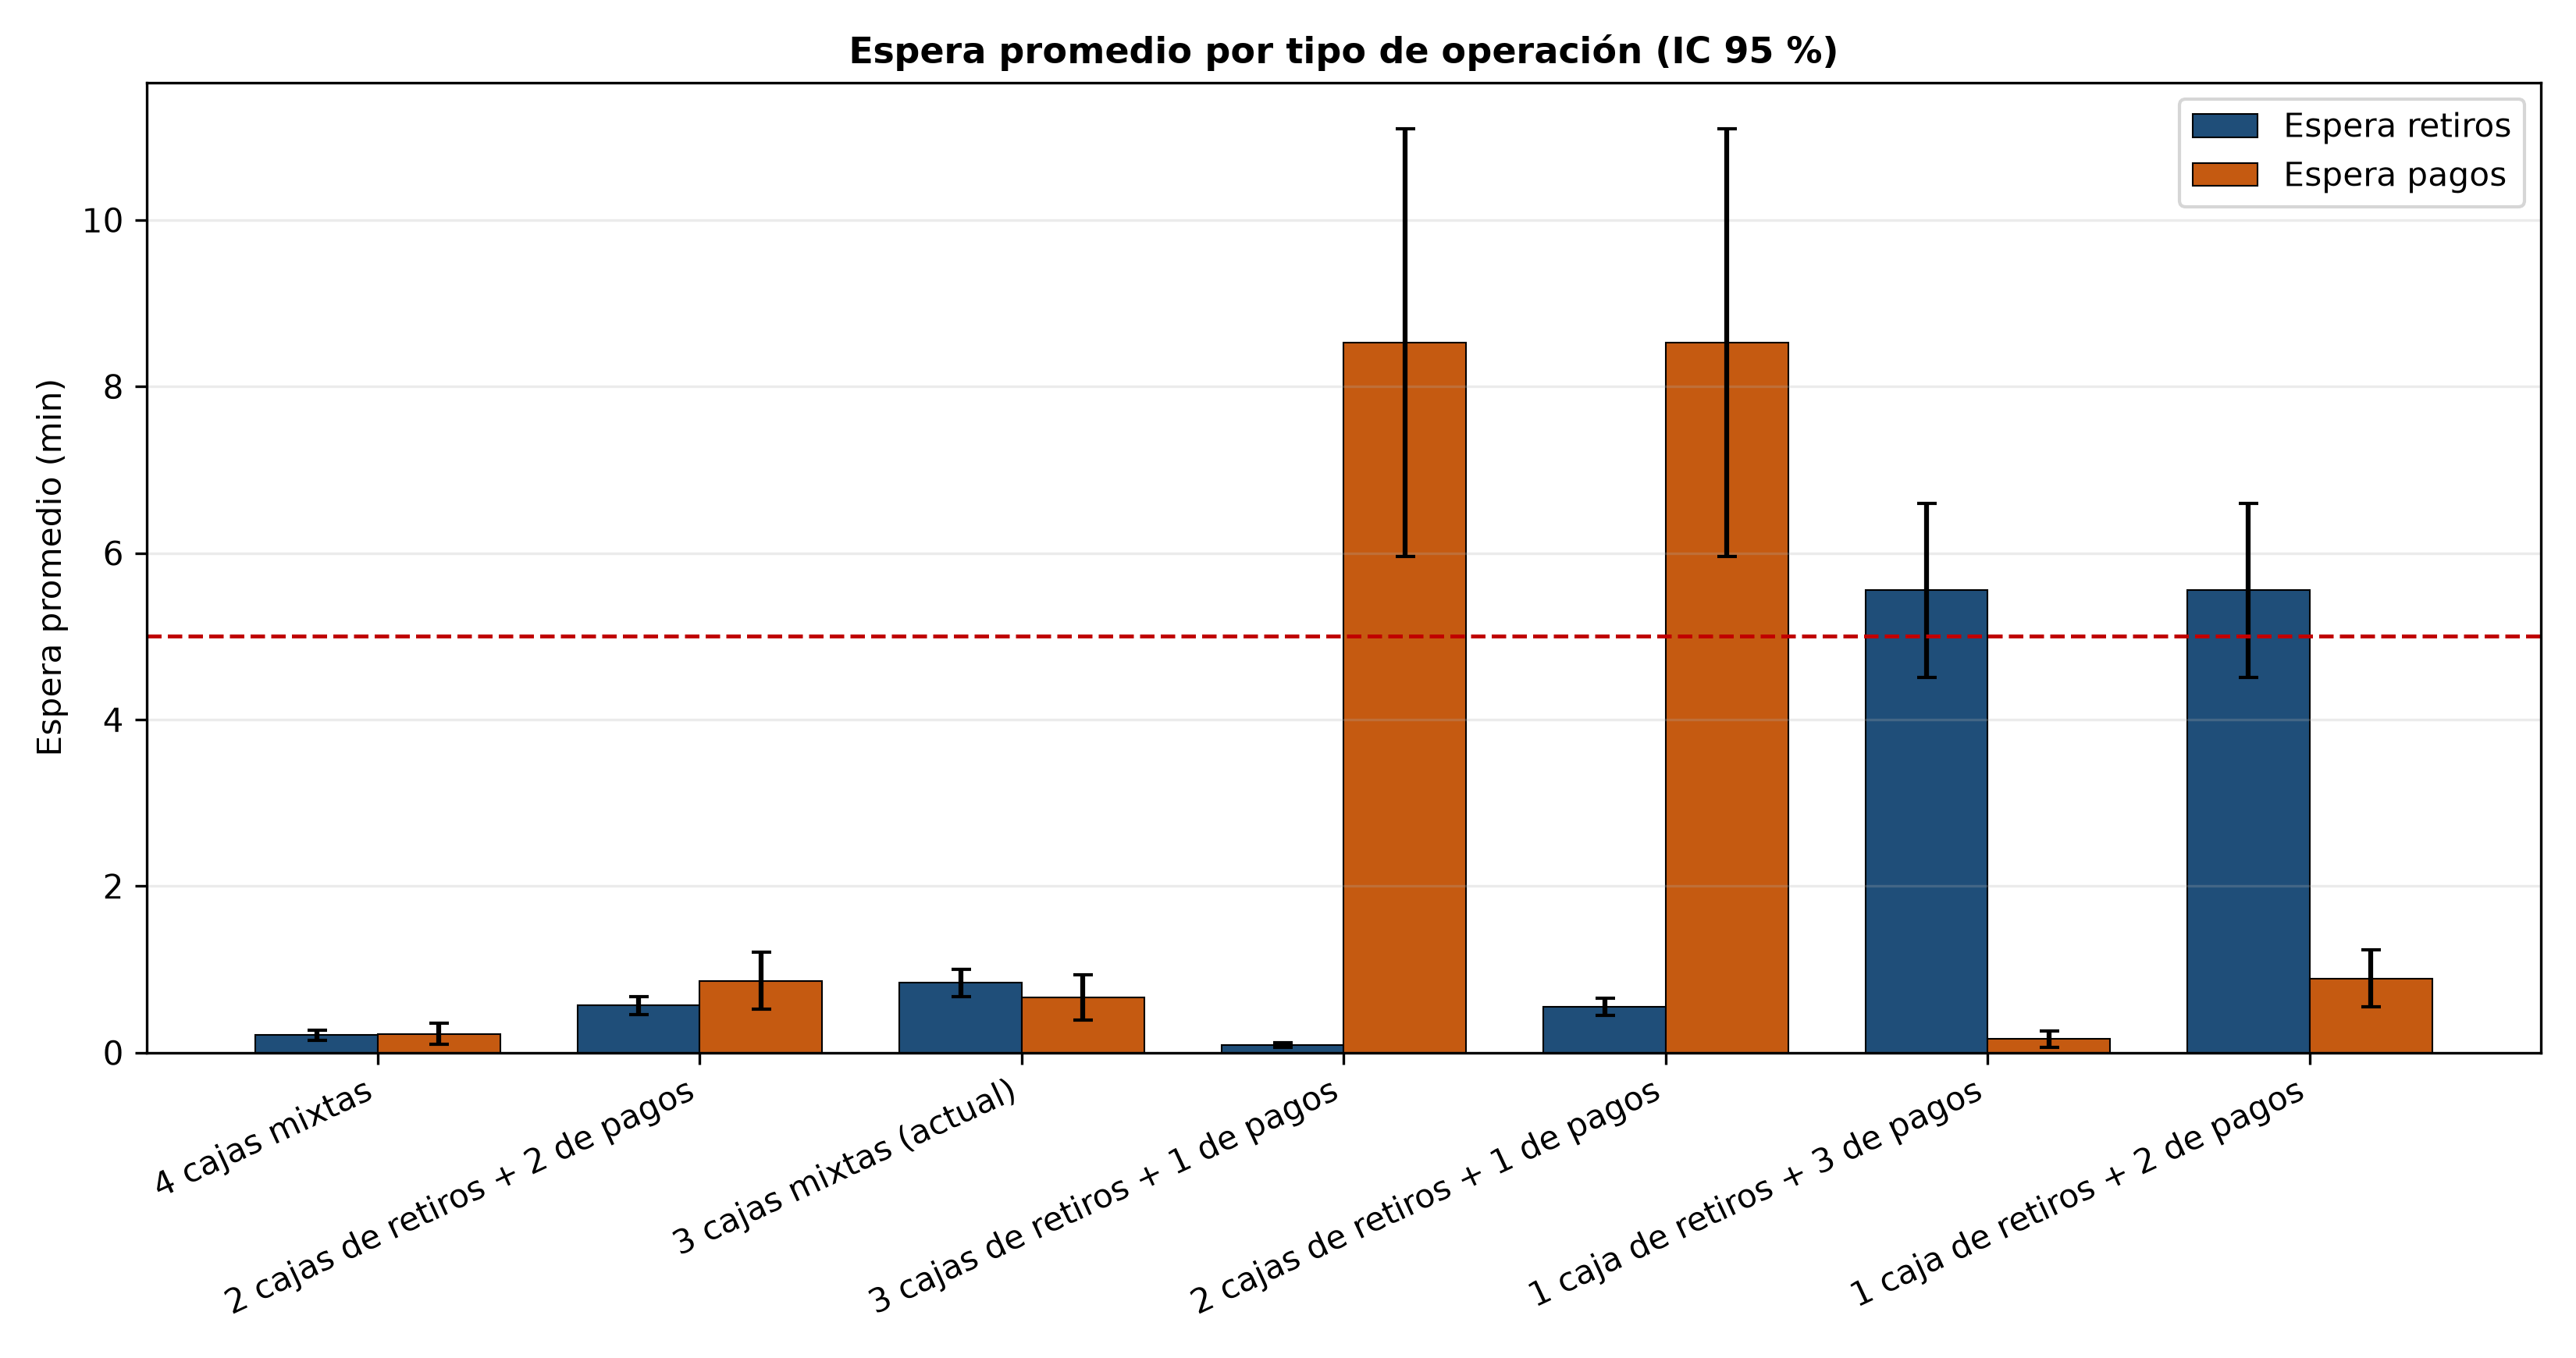 Espera promedio por tipo de operación (IC 95 %)
Espera retiros
Espera pagos
Espera promedio (min)
10
8
6
4
2
0
4 cajas mixtas
2 cajas de retiros + 2 de pagos
3 cajas mixtas (actual)
3 cajas de retiros + 1 de pagos
2 cajas de retiros + 1 de pagos
1 caja de retiros + 3 de pagos
1 caja de retiros + 2 de pagos